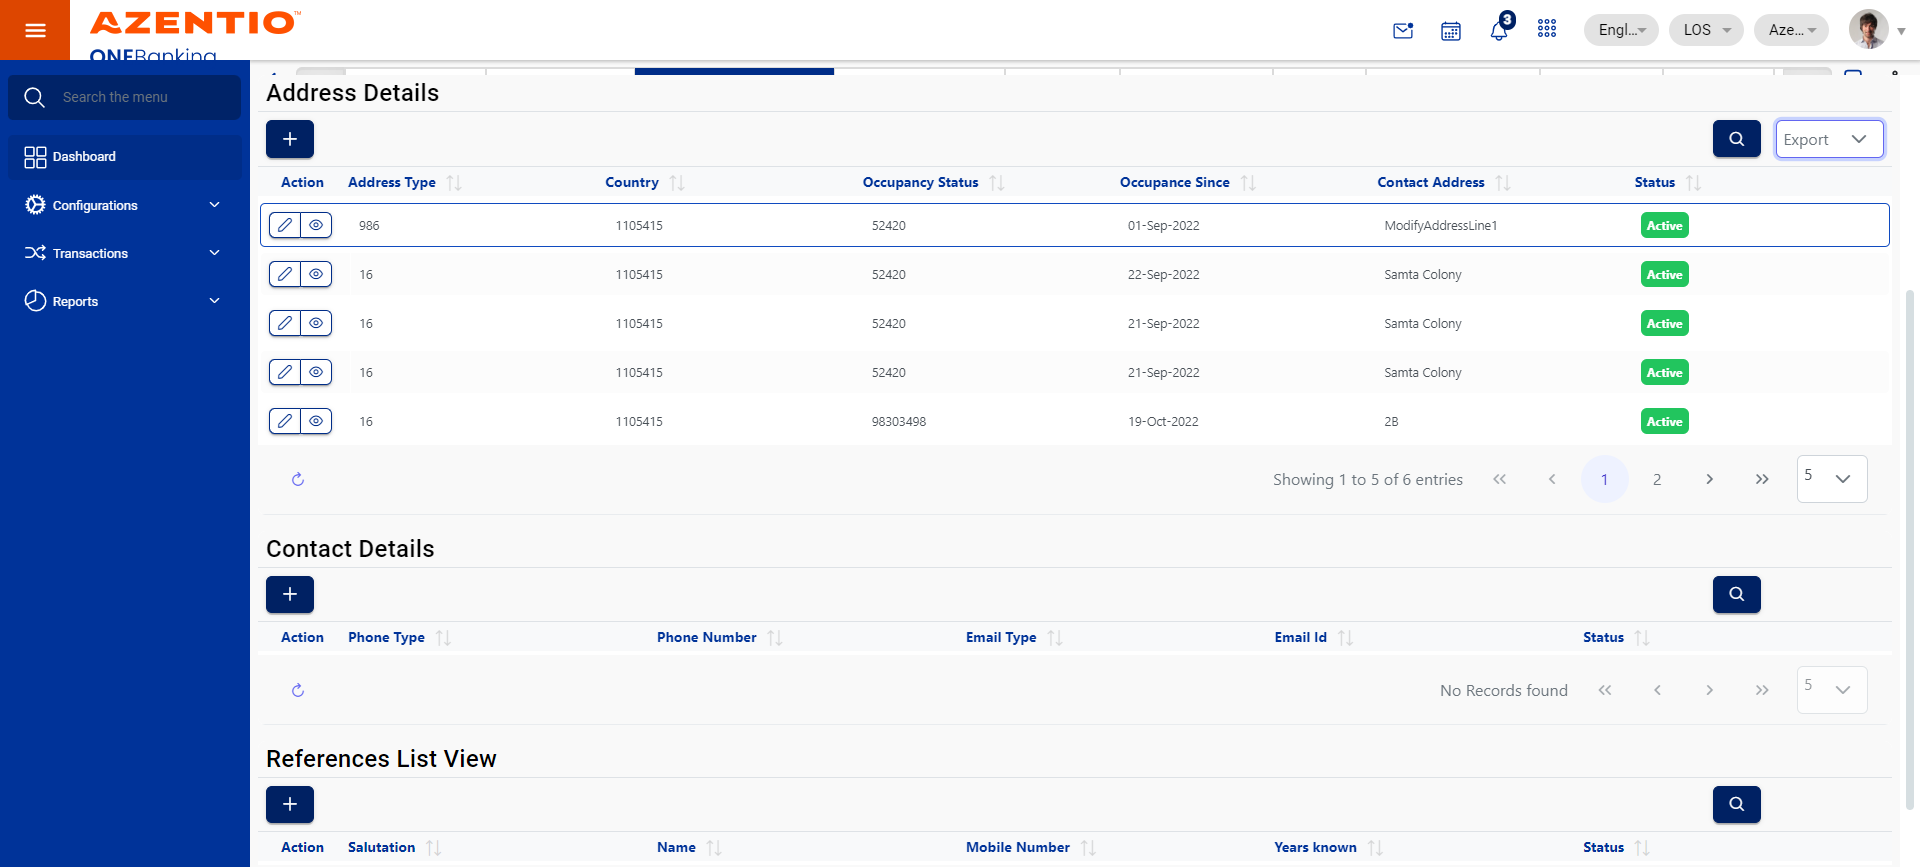 AZENTIO™
ONEBanking
3
Engl...
LOS
Aze...
Search the menu
Dashboard
Configurations
Transactions
Reports
Address Details
Export
Action Address Type Country Occupancy Status Occupance Since Contact Address Status
986 1105415 52420 01-Sep-2022 ModifyAddressLine1 Active
16 1105415 52420 22-Sep-2022 Samta Colony Active
16 1105415 52420 21-Sep-2022 Samta Colony Active
16 1105415 52420 21-Sep-2022 Samta Colony Active
16 1105415 98303498 19-Oct-2022 2B Active
Showing 1 to 5 of 6 entries 1 2 5
Contact Details
Action Phone Type Phone Number Email Type Email Id Status
No Records found 5
References List View
Action Salutation Name Mobile Number Years known Status